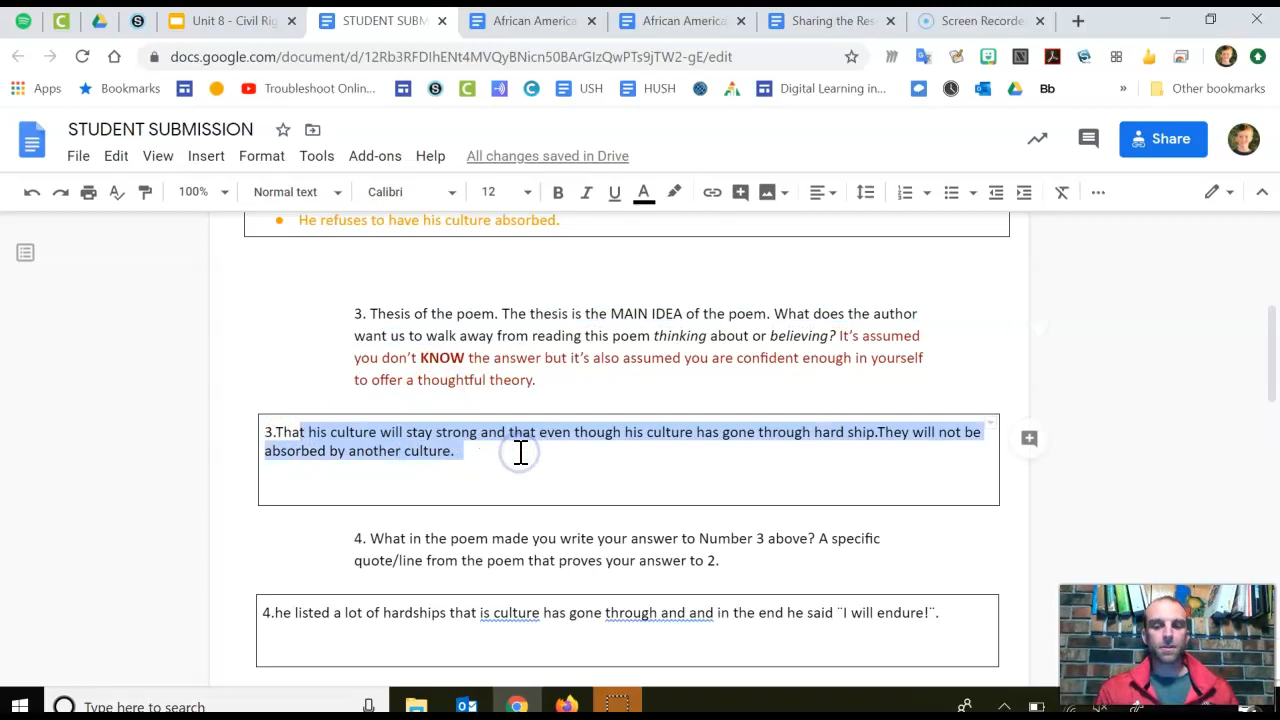 Unit 8 - Civil Rig
STUDENT SUBM
African America
African America
Sharing the Res
Screen Recorde
docs.google.com/document/d/12Rb3RFDIhENt4MVQyBNicn50BArGIzQwPTs9jTW2-gE/edit
Apps
Bookmarks
Troubleshoot Onlin...
USH
HUSH
Digital Learning in...
Bb
»
Other bookmarks
STUDENT SUBMISSION
File Edit View Insert Format Tools Add-ons Help All changes saved in Drive
Share
100% Normal text Calibri 12 B I U A
He refuses to have his culture absorbed.
3. Thesis of the poem. The thesis is the MAIN IDEA of the poem. What does the author
want us to walk away from reading this poem thinking about or believing? It's assumed
you don't KNOW the answer but it's also assumed you are confident enough in yourself
to offer a thoughtful theory.
3.That his culture will stay strong and that even though his culture has gone through hard ship.They will not be
absorbed by another culture.
4. What in the poem made you write your answer to Number 3 above? A specific
quote/line from the poem that proves your answer to 2.
4.he listed a lot of hardships that is culture has gone through and and in the end he said ¨I will endure!¨.
Type here to search